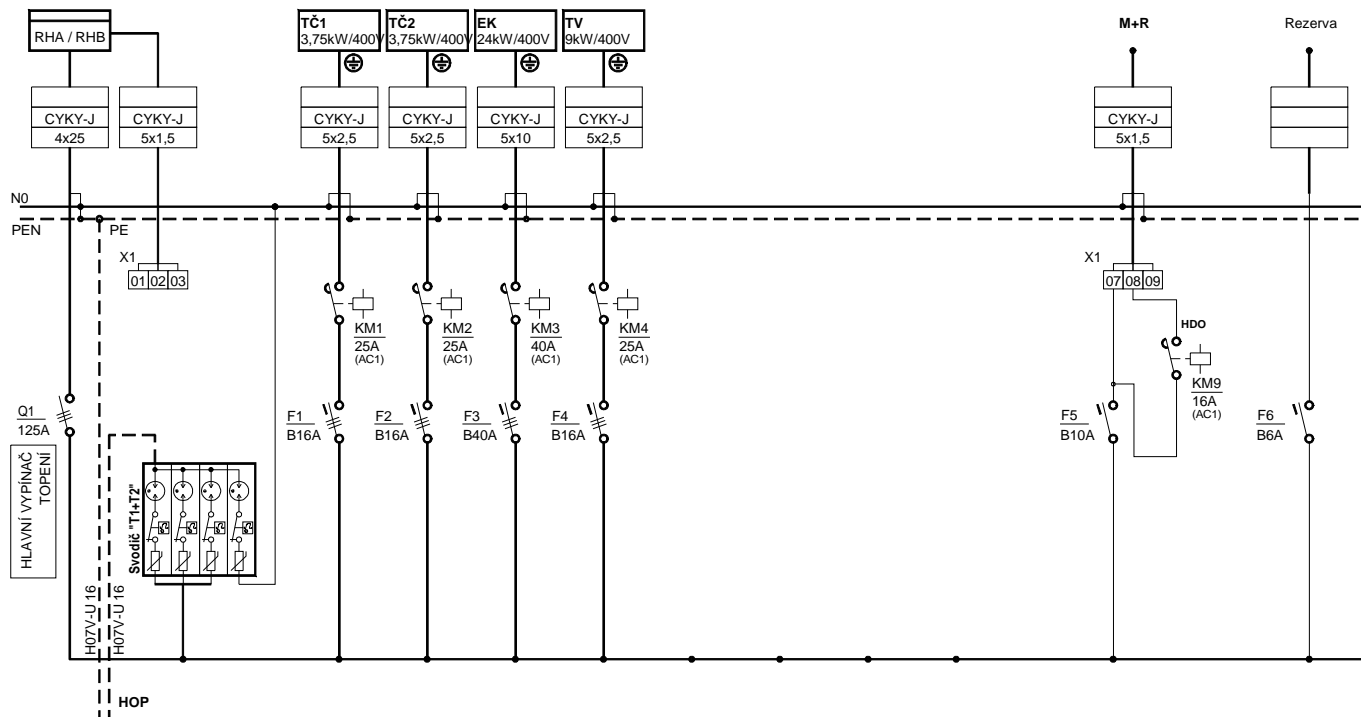 RHA / RHB
TČ1
3,75kW/400V
TČ2
3,75kW/400V
EK
24kW/400V
TV
9kW/400V
M+R
Rezerva
CYKY-J
4x25
CYKY-J
5x1,5
CYKY-J
5x2,5
CYKY-J
5x2,5
CYKY-J
5x10
CYKY-J
5x2,5
CYKY-J
5x1,5
N0
PEN
PE
X1
01 02 03
X1
07 08 09
KM1
25A
(AC1)
KM2
25A
(AC1)
KM3
40A
(AC1)
KM4
25A
(AC1)
HDO
KM9
16A
(AC1)
Q1
125A
F1
B16A
F2
B16A
F3
B40A
F4
B16A
F5
B10A
F6
B6A
HLAVNÍ VYPÍNAČ
TOPENÍ
Svodič "T1+T2"
H07V-U 16
H07V-U 16
HOP